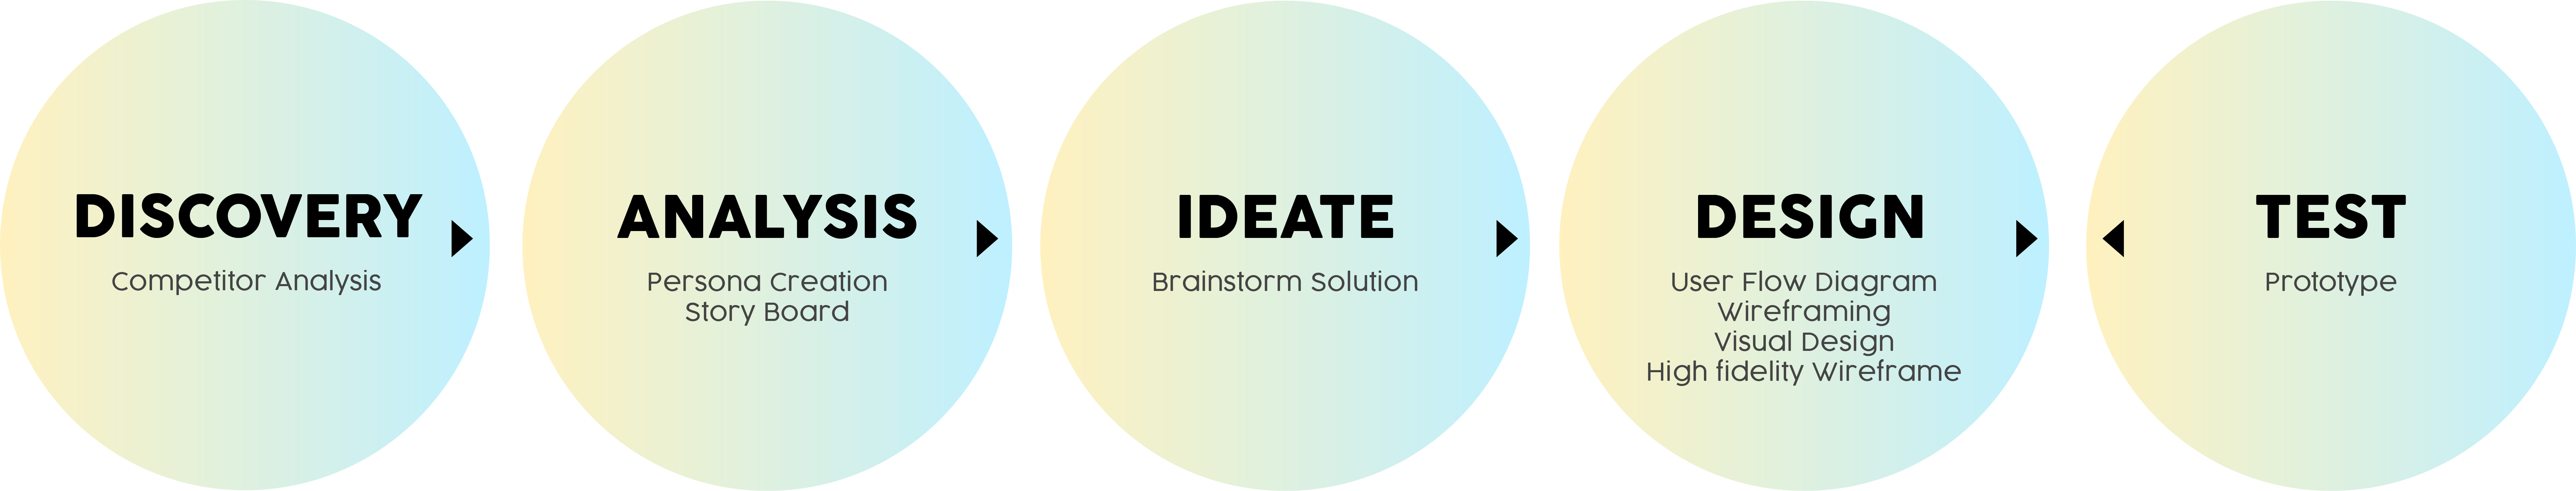 DISCOVERY
Competitor Analysis
ANALYSIS
Persona Creation
Story Board
IDEATE
Brainstorm Solution
DESIGN
User Flow Diagram
Wireframing
Visual Design
High fidelity Wireframe
TEST
Prototype